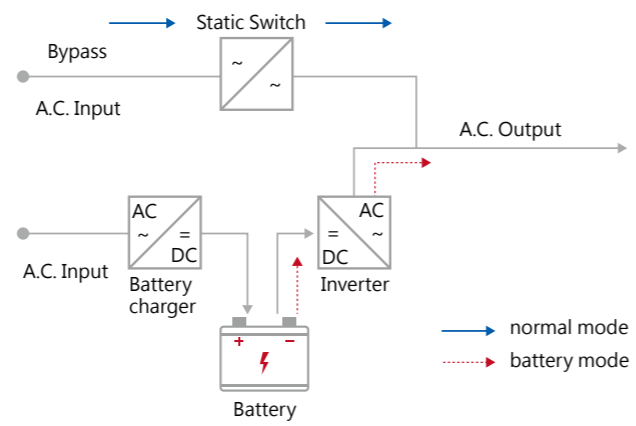 Static Switch
Bypass
~
~
A.C. Input
A.C. Output
AC
~
=
DC
AC
=
~
DC
A.C. Input
Battery
charger
Inverter
+
−
Battery
normal mode
battery mode